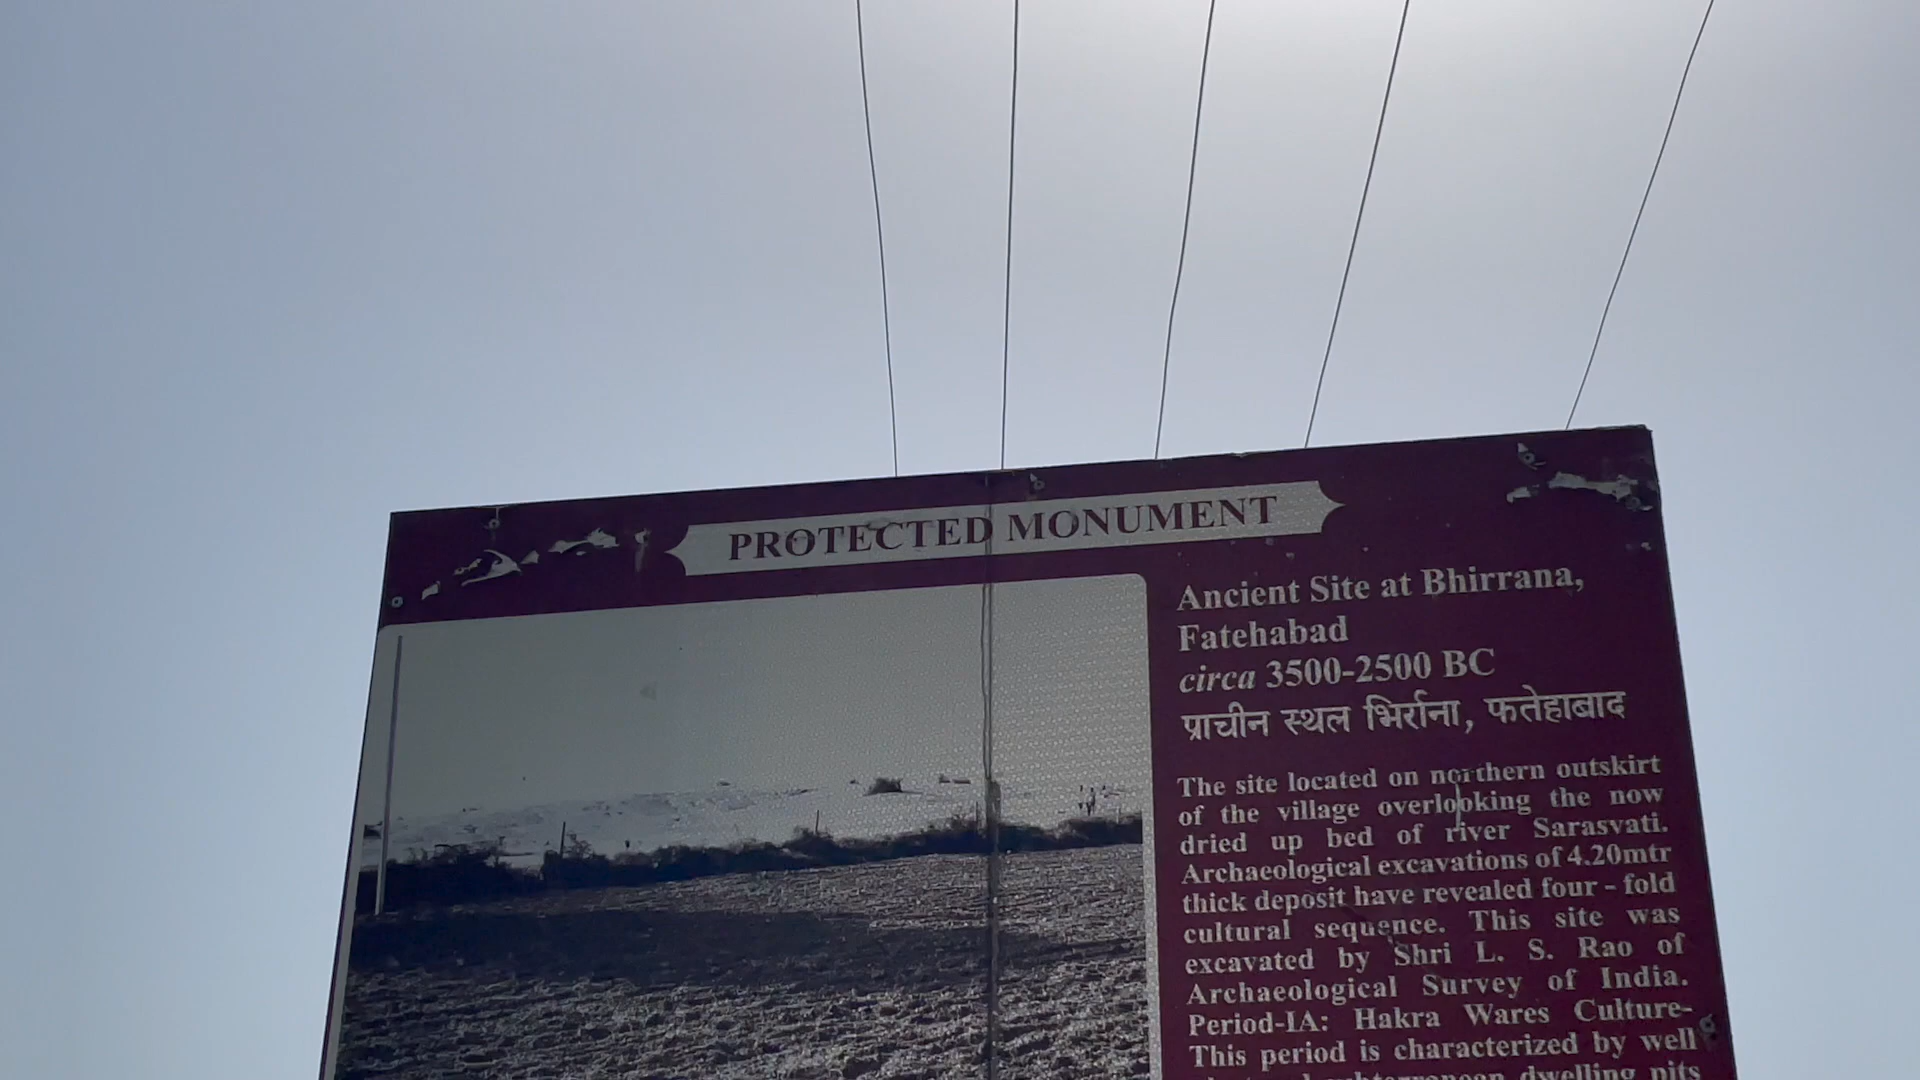 PROTECTED MONUMENT
Ancient Site at Bhirrana,
Fatehabad
circa 3500-2500 BC
प्राचीन स्थल भिर्राना, फतेहाबाद
The site located on northern outskirt
of the village overlooking the now
dried up bed of river Sarasvati.
Archaeological excavations of 4.20mtr
thick deposit have revealed four - fold
cultural sequence. This site was
excavated by Shri L. S. Rao of
Archaeological Survey of India.
Period-IA: Hakra Wares Culture-
This period is characterized by well
dwelling pits